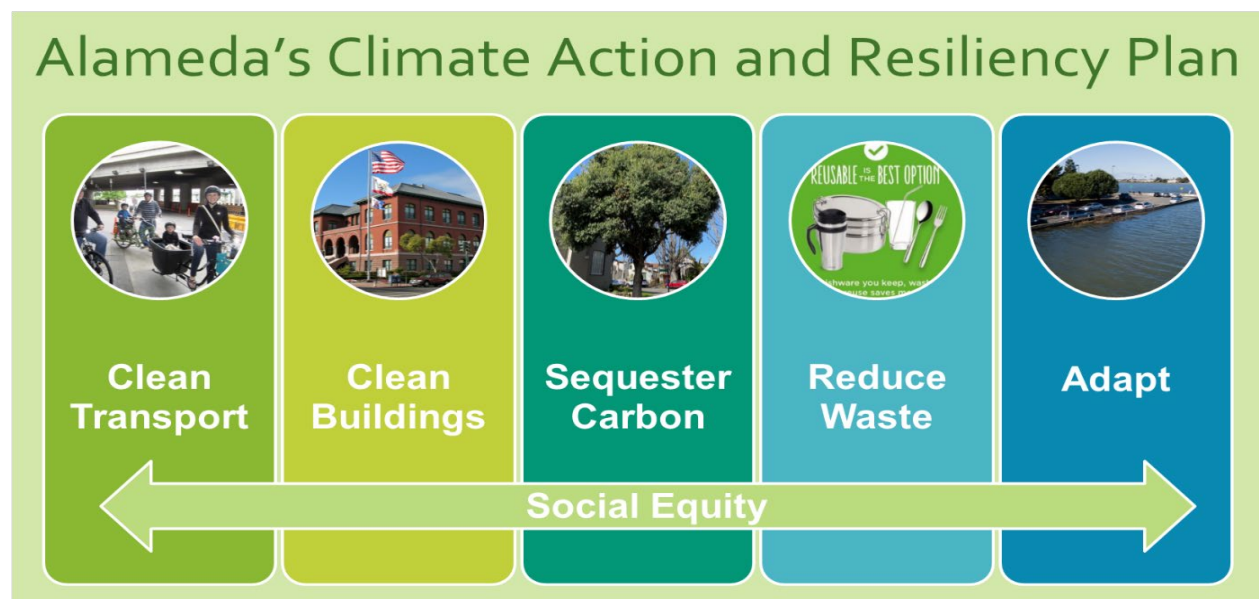 Alameda's Climate Action and Resiliency Plan
REUSABLE IS THE BEST OPTION
Clean
Transport
Clean
Buildings
Sequester
Carbon
Reduce
Waste
Adapt
Social Equity